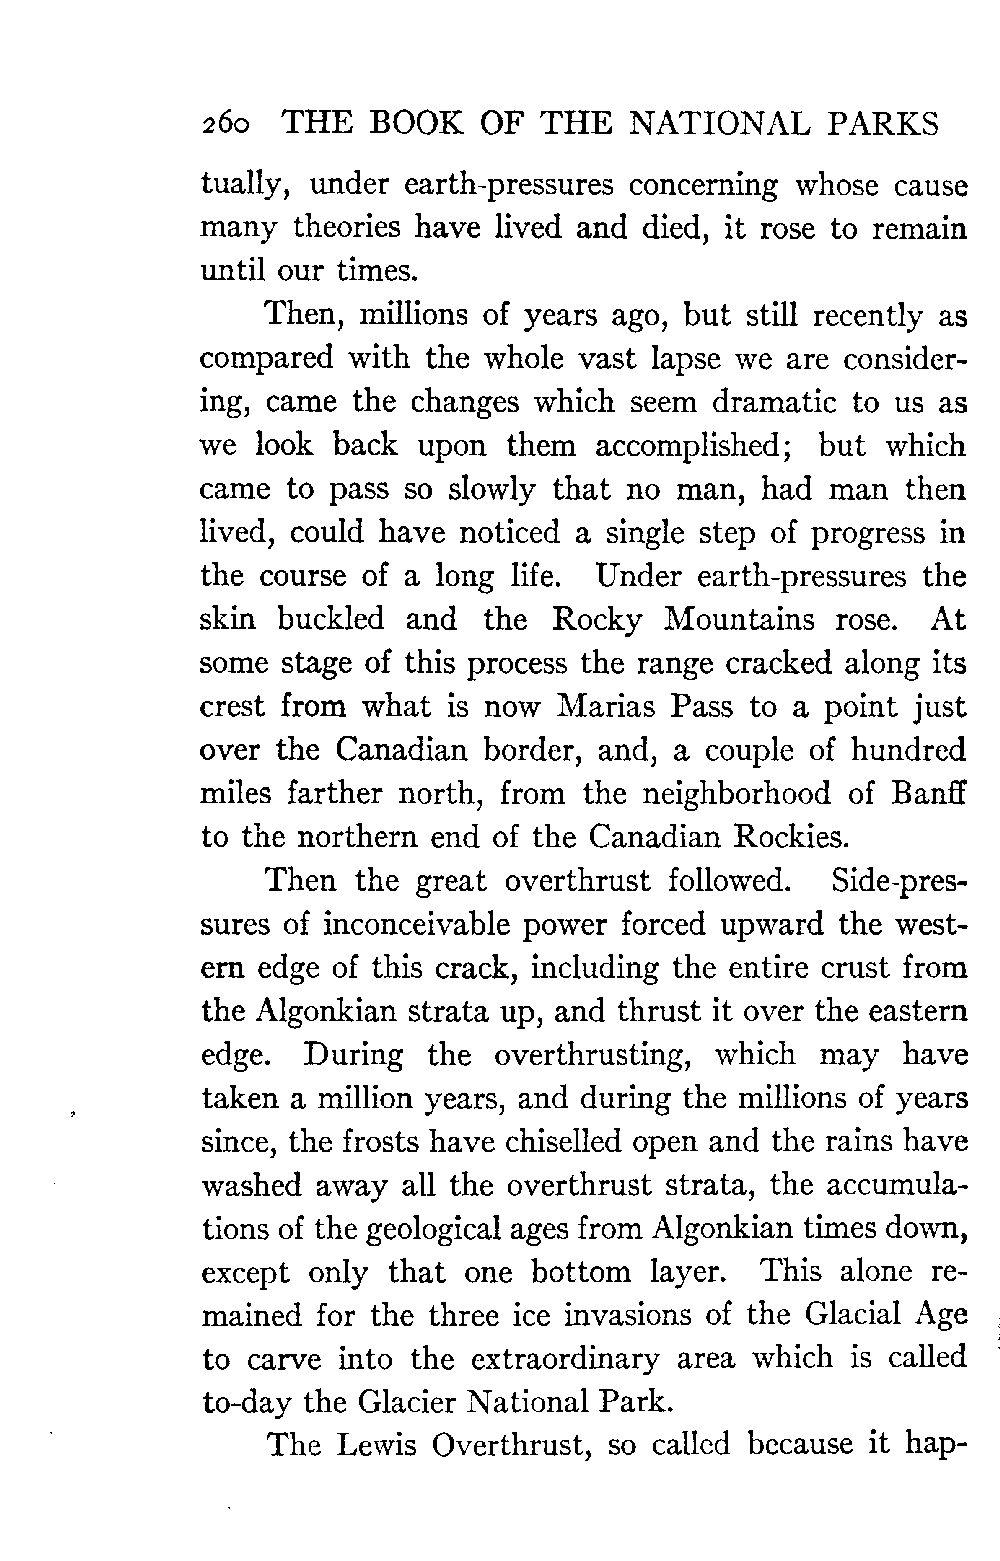 260 THE BOOK OF THE NATIONAL PARKS
tually, under earth-pressures concerning whose cause
many theories have lived and died, it rose to remain
until our times.
Then, millions of years ago, but still recently as
compared with the whole vast lapse we are consider-
ing, came the changes which seem dramatic to us as
we look back upon them accomplished; but which
came to pass so slowly that no man, had man then
lived, could have noticed a single step of progress in
the course of a long life. Under earth-pressures the
skin buckled and the Rocky Mountains rose. At
some stage of this process the range cracked along its
crest from what is now Marias Pass to a point just
over the Canadian border, and, a couple of hundred
miles farther north, from the neighborhood of Banff
to the northern end of the Canadian Rockies.
Then the great overthrust followed. Side-pres-
sures of inconceivable power forced upward the west-
ern edge of this crack, including the entire crust from
the Algonkian strata up, and thrust it over the eastern
edge. During the overthrusting, which may have
taken a million years, and during the millions of years
since, the frosts have chiselled open and the rains have
washed away all the overthrust strata, the accumula-
tions of the geological ages from Algonkian times down,
except only that one bottom layer. This alone re-
mained for the three ice invasions of the Glacial Age
to carve into the extraordinary area which is called
to-day the Glacier National Park.
The Lewis Overthrust, so called because it hap-